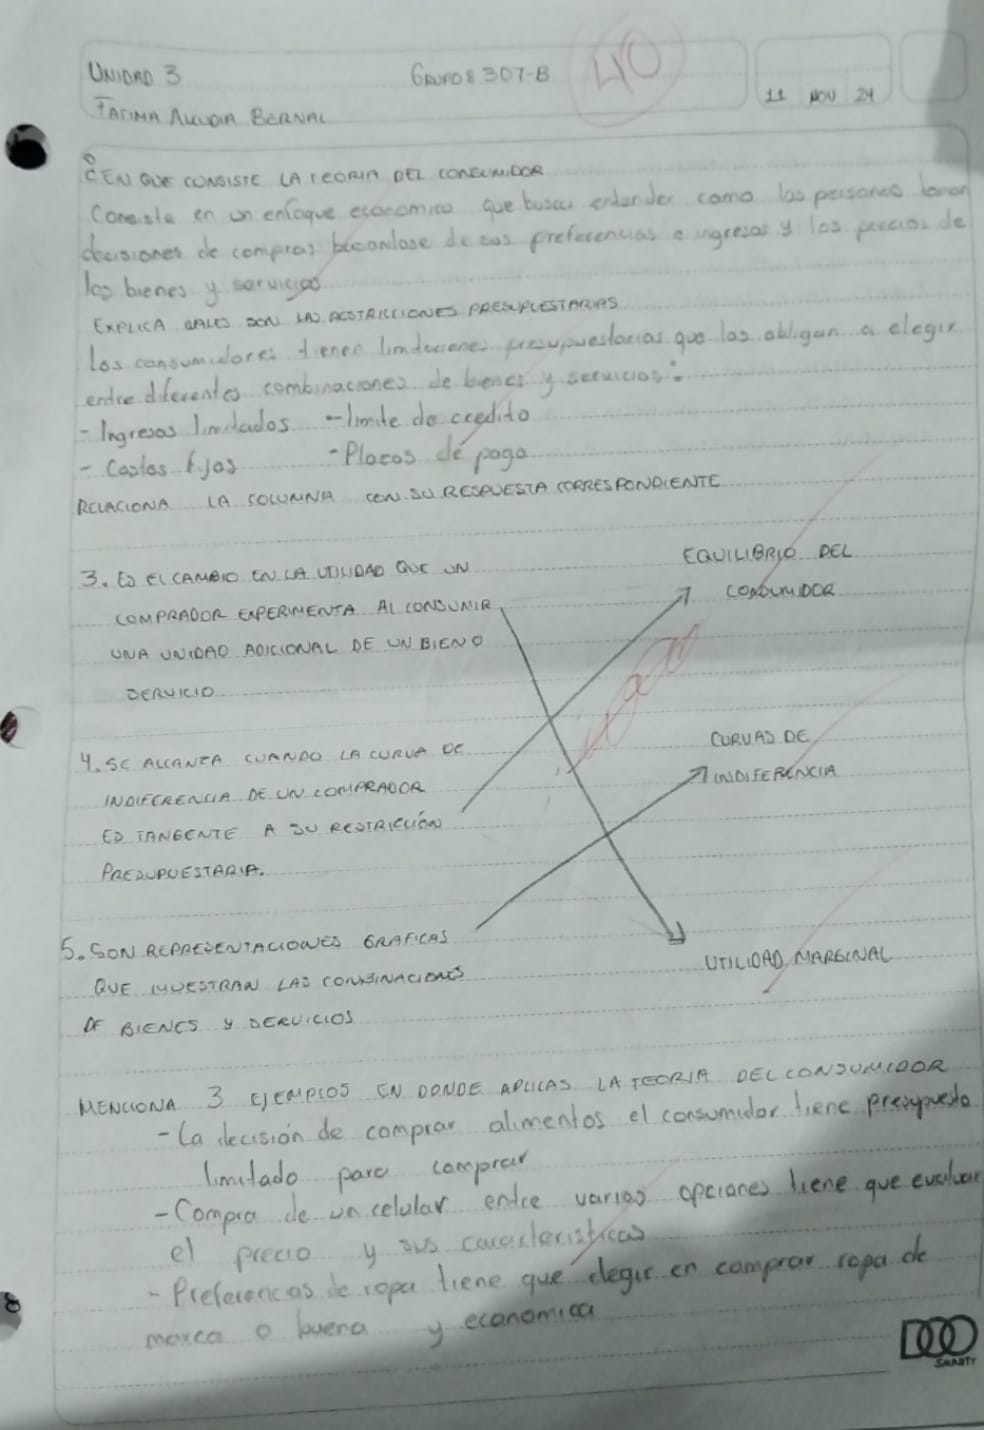 UNIDAD 3 GRUPO: 307-B 40
11 NOV 24
FATIMA ALCUDIA BERNAL
¿EN QUE CONSISTE LA TEORIA DEL CONSUMIDOR
Consiste en un enfoque economico que busca entender como las personas toman
decisiones de compras basandose de sus preferencias e ingresos y los precios de
los bienes y servicios
EXPLICA CUALES SON LAS RESTRICCIONES PRESUPUESTARIAS
Los consumidores tienen limitaciones presupuestarias que los obligan a elegir
entre diferentes combinaciones de bienes y servicios:
- Ingresos limitados - limite de credito
- Costos fijos - Plazos de pago
RELACIONA LA COLUMNA CON SU RESPUESTA CORRESPONDIENTE
3. ES EL CAMBIO EN LA UTILIDAD QUE UN
COMPRADOR EXPERIMENTA AL CONSUMIR
UNA UNIDAD ADICIONAL DE UN BIEN O
SERVICIO
EQUILIBRIO DEL
CONSUMIDOR
4. SE ALCANZA CUANDO LA CURVA DE
INDIFERENCIA DE UN COMPRADOR
ES TANGENTE A SU RESTRICCIÓN
PRESUPUESTARIA.
CURVAS DE
INDIFERENCIA
5. SON REPRESENTACIONES GRAFICAS
QUE MUESTRAN LAS CONBINACIONES
DE BIENES Y SERVICIOS
UTILIDAD MARGINAL
MENCIONA 3 EJEMPLOS EN DONDE APLICAS LA TEORIA DEL CONSUMIDOR
- La decisión de comprar alimentos el consumidor tiene presupuesto
limitado para comprar
- Compra de un celular entre varias opciones tiene que evaluar
el precio y sus caracteristicas
- Preferencias de ropa tiene que elegir en comprar ropa de
marca o buena y economica
SMARTY